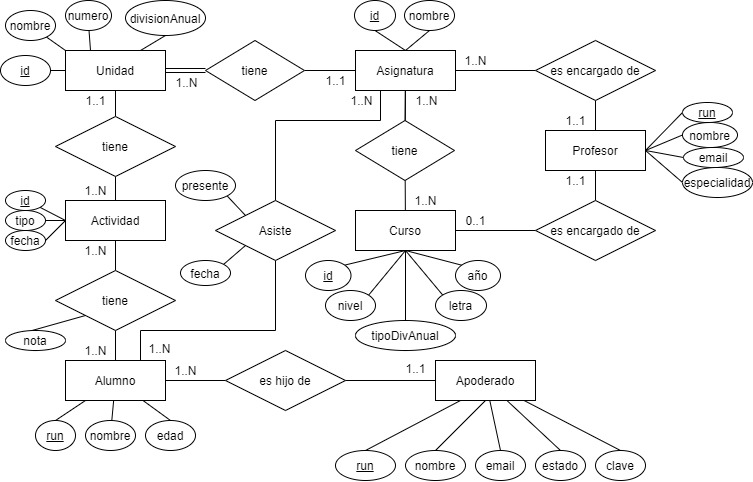 numero
id
nombre
nombre
divisionAnual
id
Unidad
tiene
Asignatura
1..N
es encargado de
1..N
1..1
1..1
1..N
1..N
1..1
run
tiene
tiene
Profesor
nombre
email
especialidad
presente
1..1
1..N
id
1..N
tipo
Actividad
Asiste
Curso
0..1
es encargado de
fecha
1..N
fecha
id
año
tiene
nivel
letra
nota
tipoDivAnual
1..N
1..N
1..N
1..1
Alumno
es hijo de
Apoderado
run
nombre
edad
run
nombre
email
estado
clave